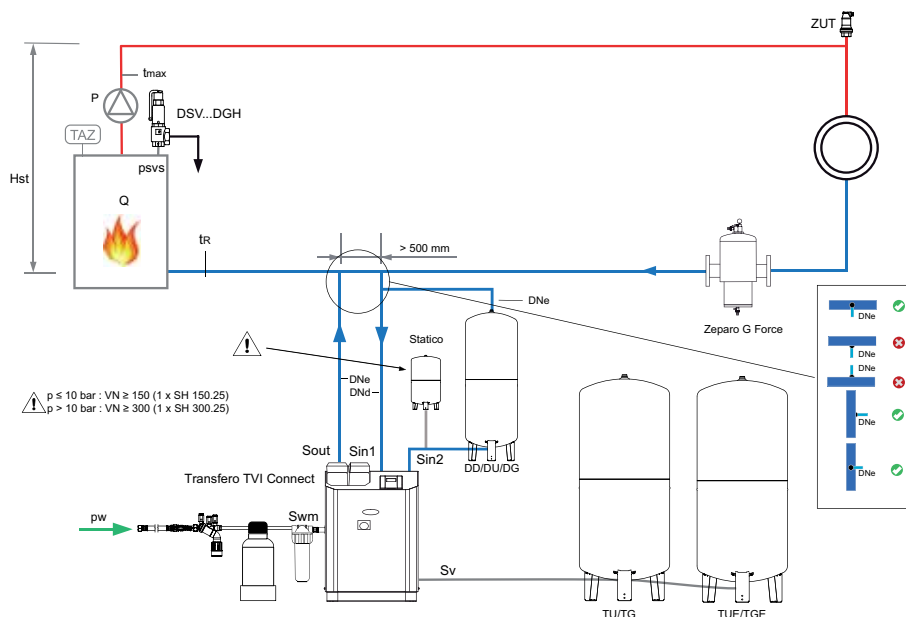 ZUT
tmax
P
DSV...DGH
TAZ
psvs
Hst
Q
tR
> 500 mm
DNe
Zeparo G Force
DNe
DNe
DNe
DNe
DNe
Statico
DNe
DNd
p ≤ 10 bar : VN ≥ 150 (1 x SH 150.25)
p > 10 bar : VN ≥ 300 (1 x SH 300.25)
Sout
Sin1
Sin2
DD/DU/DG
Transfero TVI Connect
pw
Swm
Sv
TU/TG
TUE/TGE